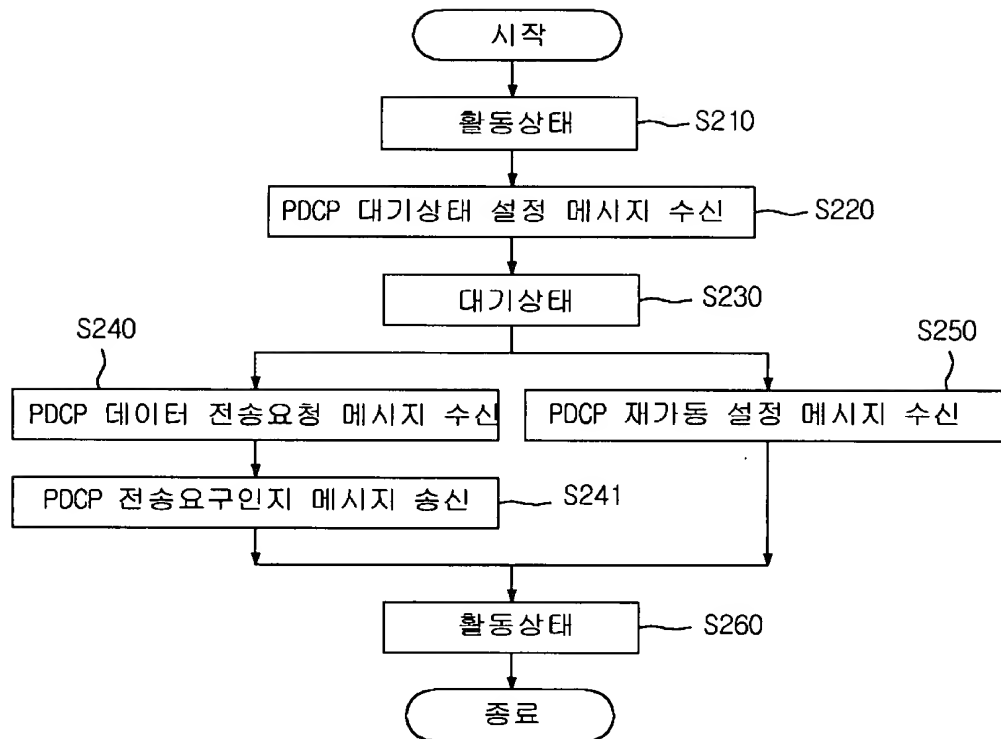 시작
활동상태
S210
PDCP 대기상태 설정 메시지 수신
S220
대기상태
S230
S240
S250
PDCP 데이터 전송요청 메시지 수신
PDCP 재가동 설정 메시지 수신
PDCP 전송요구인지 메시지 송신
S241
활동상태
S260
종료